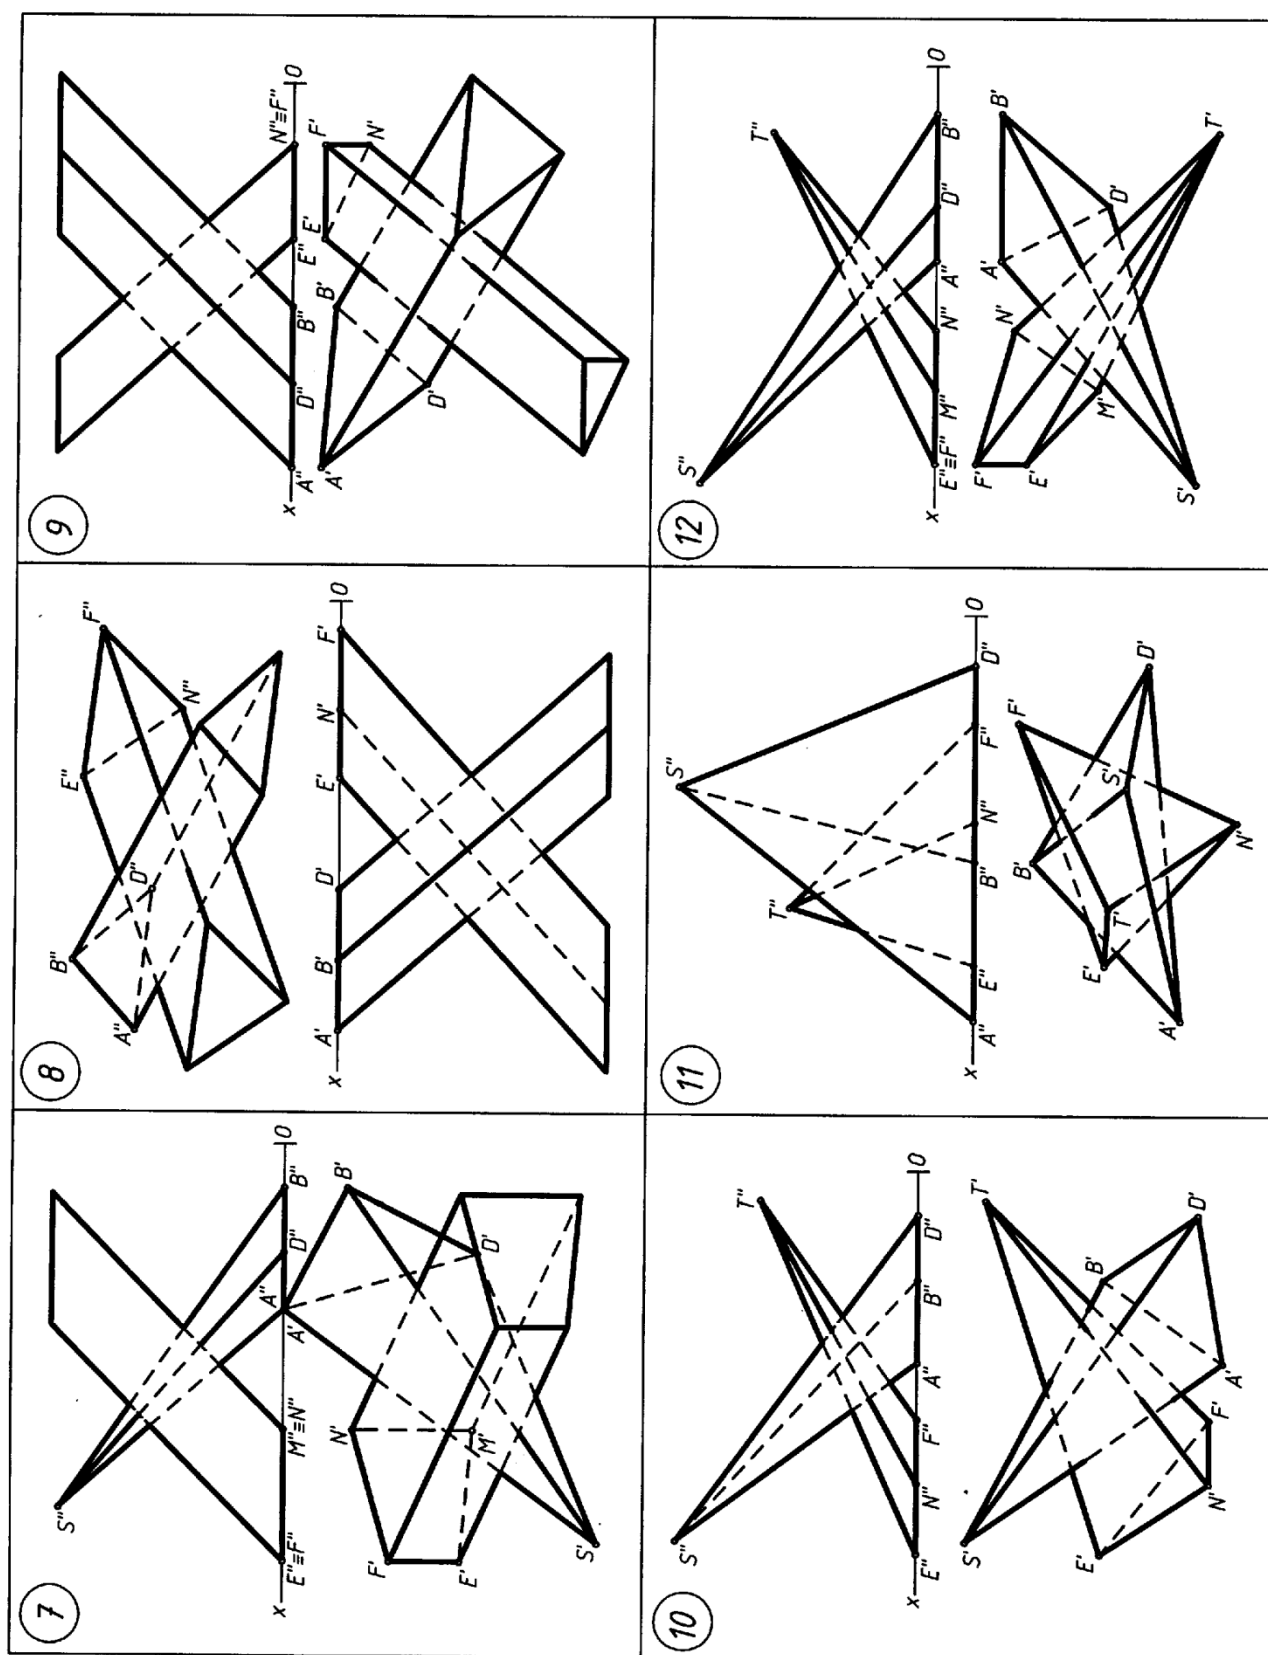 7
S"
E"≡F"
M"≡N"
A"
D"
B"
x
0
A'
B'
N'
D'
F'
M'
E'
S'
8
B"
E"
F"
A"
D"
N"
x
A'
B'
D'
E'
N'
F'
0
9
x
A"
D"
B"
E"
N"≡F"
0
A'
B'
E'
F'
N'
D'
10
S"
T"
x
E"
N"
F"
A"
B"
D"
0
S'
T'
E'
B'
N'
F'
A'
D'
11
S"
T"
x
A"
E"
B"
N"
F"
D"
0
F'
B'
S'
D'
E'
T'
A'
N'
12
S"
T"
x
E"≡F"
M"
N"
A"
D"
B"
0
F'
N'
A'
B'
E'
M'
D'
S'
T'